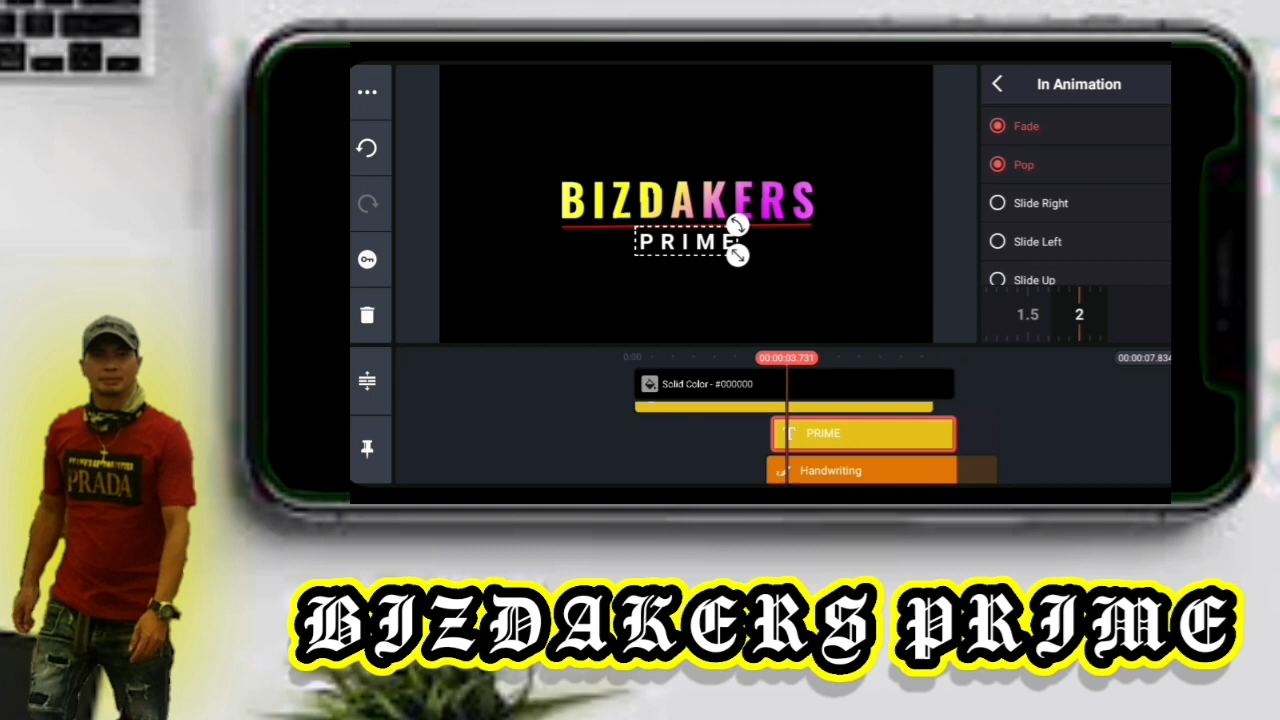 In Animation
Fade
Pop
Slide Right
Slide Left
Slide Up
1.5
2
BIZDAKERS
PRIME
0:00
00:00:03.731
00:00:07.834
Solid Color - #000000
T PRIME
Handwriting
PRADA
BIZDAKERS PRIME